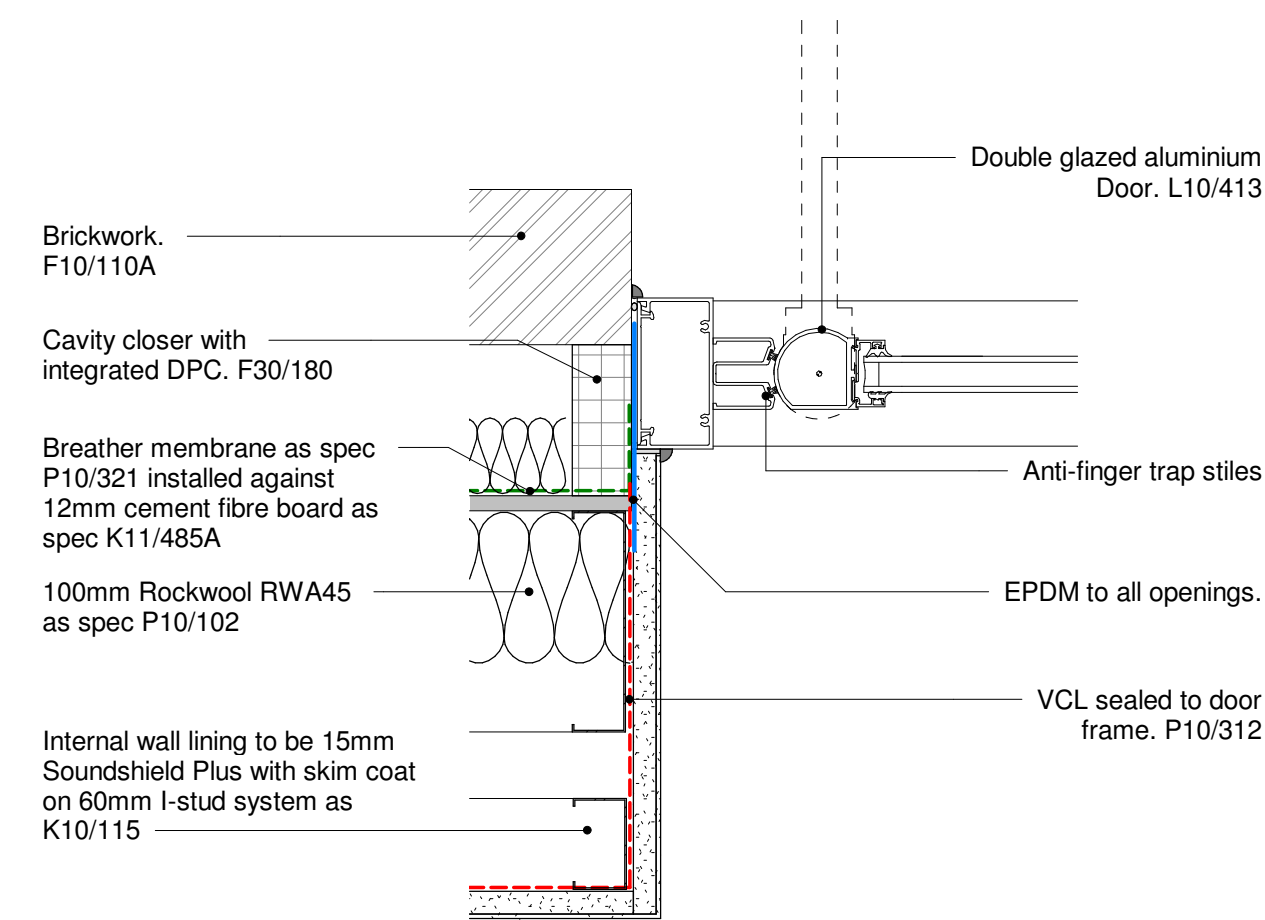 Brickwork.
F10/110A
Cavity closer with
integrated DPC. F30/180
Breather membrane as spec
P10/321 installed against
12mm cement fibre board as
spec K11/485A
100mm Rockwool RWA45
as spec P10/102
Internal wall lining to be 15mm
Soundshield Plus with skim coat
on 60mm I-stud system as
K10/115
Double glazed aluminium
Door. L10/413
Anti-finger trap stiles
EPDM to all openings.
VCL sealed to door
frame. P10/312